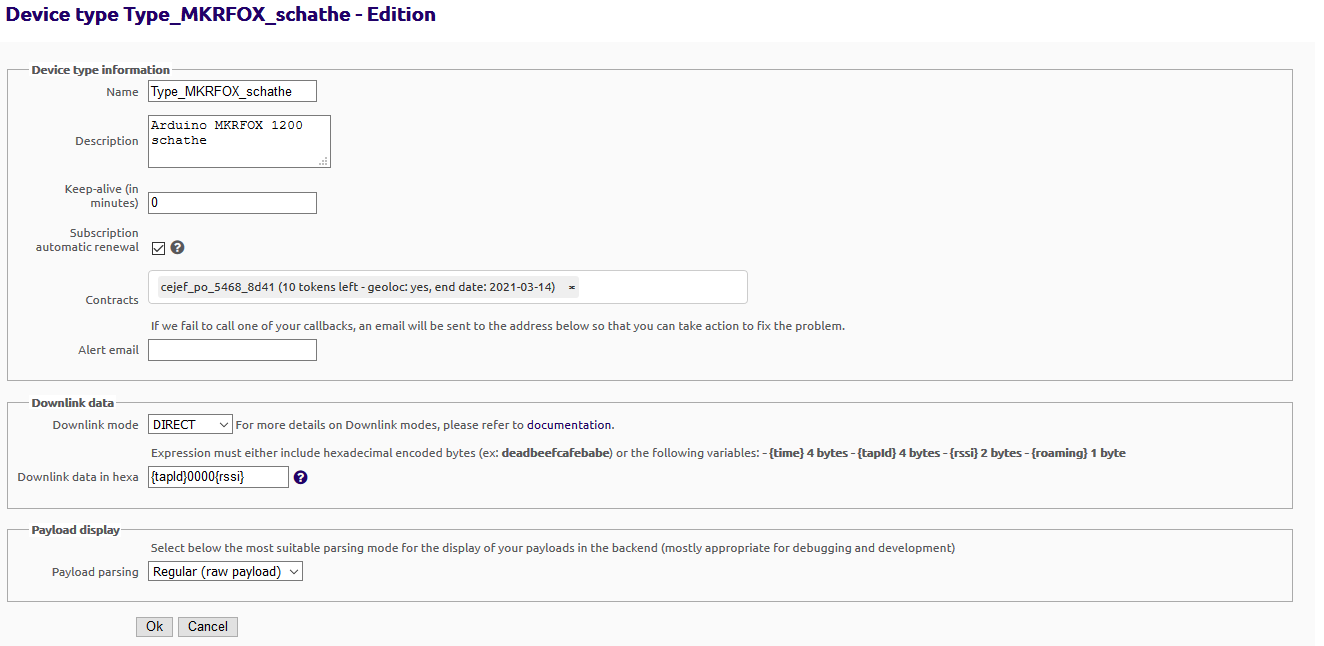 Device type Type_MKRFOX_schathe - Edition
Device type information
Name Type_MKRFOX_schathe
Description Arduino MKRFOX 1200
schathe
Keep-alive (in
minutes) 0
Subscription
automatic renewal ?
Contracts cejef_po_5468_8d41 (10 tokens left - geoloc: yes, end date: 2021-03-14) ×
If we fail to call one of your callbacks, an email will be sent to the address below so that you can take action to fix the problem.
Alert email
Downlink data
Downlink mode DIRECT For more details on Downlink modes, please refer to documentation.
Expression must either include hexadecimal encoded bytes (ex: deadbeefcafebabe) or the following variables: - {time} 4 bytes - {tapId} 4 bytes - {rssi} 2 bytes - {roaming} 1 byte
Downlink data in hexa {tapId}0000{rssi} ?
Payload display
Select below the most suitable parsing mode for the display of your payloads in the backend (mostly appropriate for debugging and development)
Payload parsing Regular (raw payload)
Ok Cancel